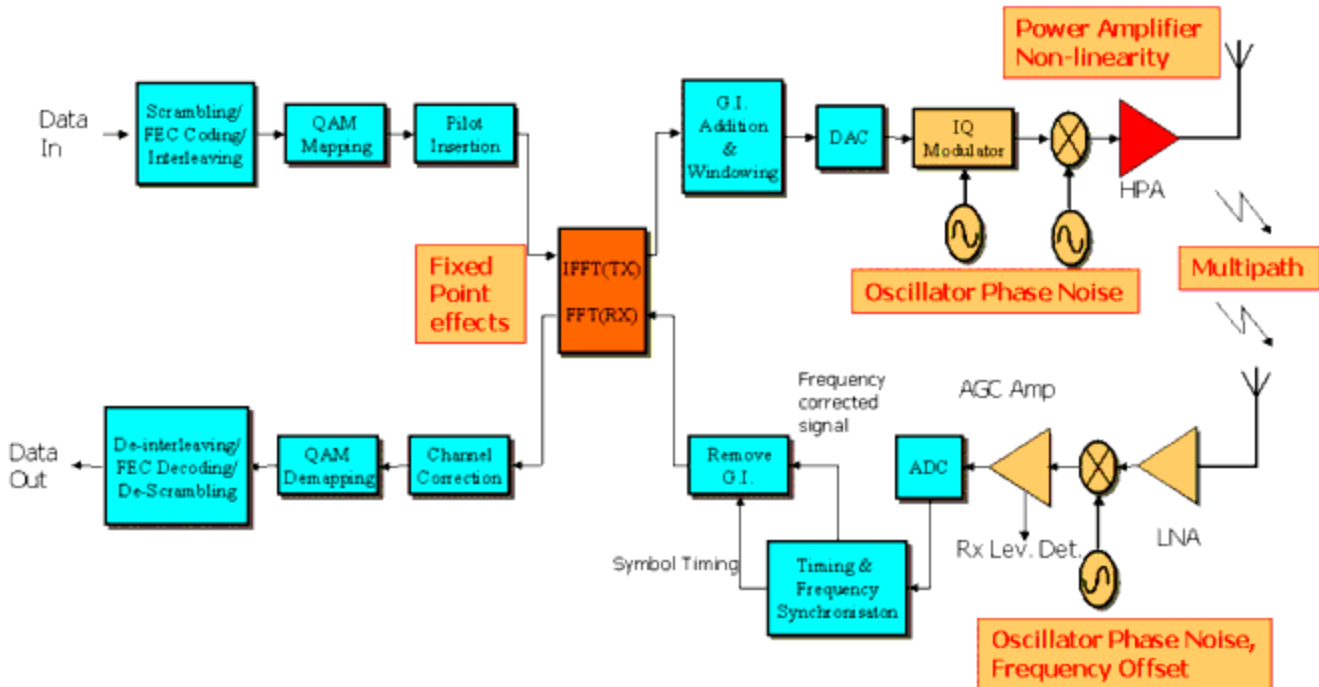 Power Amplifier
Non-linearity
Data
In
Scrambling/
FEC Coding/
Interleaving
QAM
Mapping
Pilot
Insertion
G.I.
Addition
&
Windowing
DAC
IQ
Modulator
HPA
Fixed
Point
effects
IFFT(TX)
FFT(RX)
Oscillator Phase Noise
Multipath
Frequency
corrected
signal
AGC Amp
Data
Out
De-interleaving/
FEC Decoding/
De-Scrambling
QAM
Demapping
Channel
Correction
Remove
G.I.
ADC
LNA
Rx Lev. Det.
Symbol Timing
Timing &
Frequency
Synchronisaton
Oscillator Phase Noise,
Frequency Offset